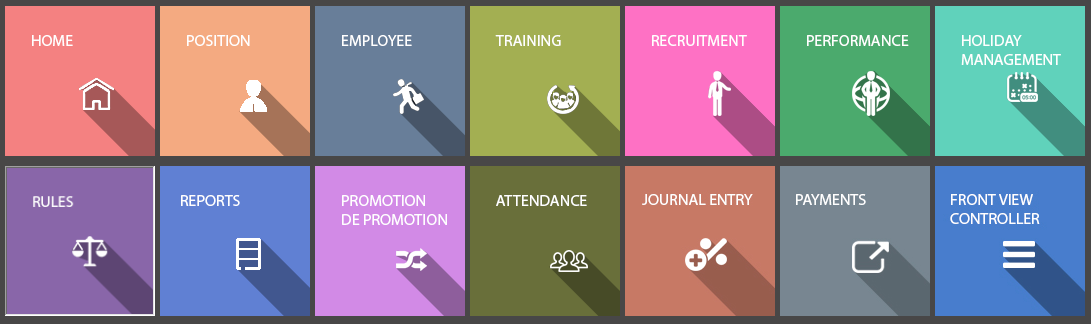 HOME
POSITION
EMPLOYEE
TRAINING
RECRUITMENT
PERFORMANCE
HOLIDAY
MANAGEMENT
05:00
RULES
REPORTS
PROMOTION
DE PROMOTION
ATTENDANCE
JOURNAL ENTRY
PAYMENTS
FRONT VIEW
CONTROLLER